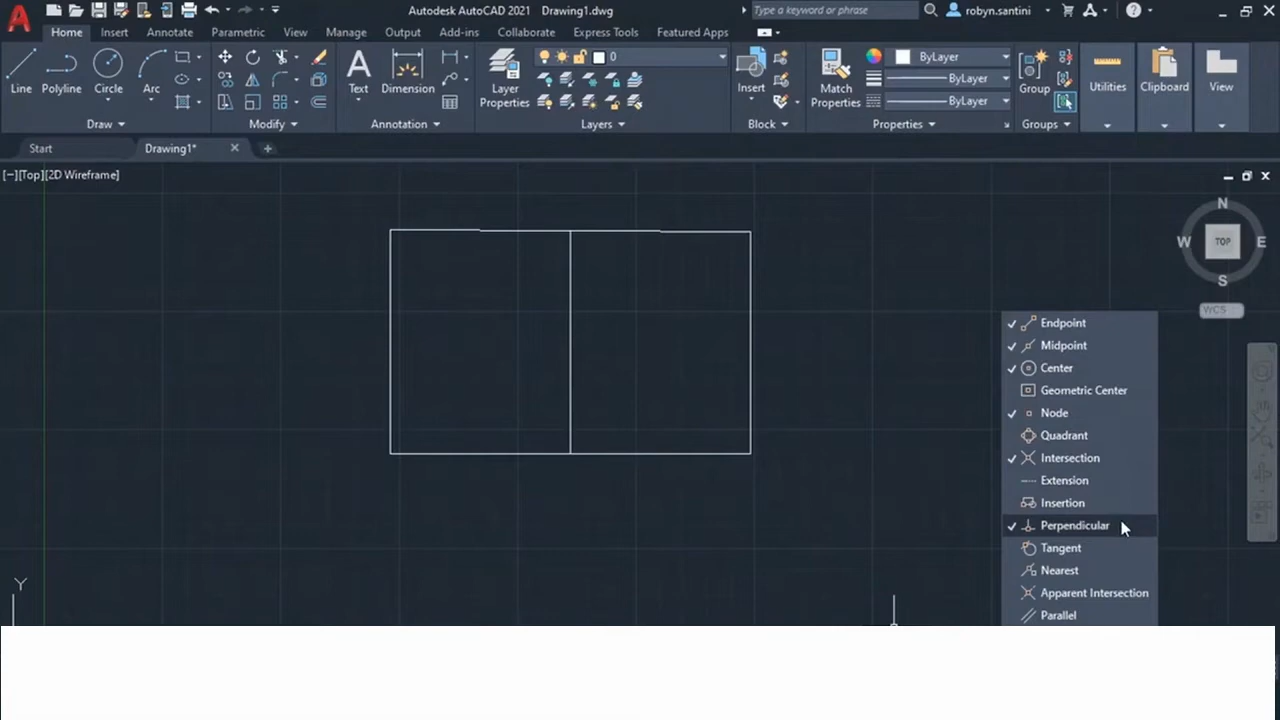 A Autodesk AutoCAD 2021 Drawing1.dwg Type a keyword or phrase robyn.santini ?
Home Insert Annotate Parametric View Manage Output Add-ins Collaborate Express Tools Featured Apps
0 ByLayer
A
Line Polyline Circle Arc Text Dimension Layer Properties Insert Match Properties ByLayer Group Utilities Clipboard View
ByLayer
Draw Modify Annotation Layers Block Properties Groups
Start Drawing1* +
[−][Top][2D Wireframe]
N
W TOP E
S
WCS
Endpoint
Midpoint
Center
Geometric Center
Node
Quadrant
Intersection
Extension
Insertion
Perpendicular
Tangent
Nearest
Y
Apparent Intersection
Parallel